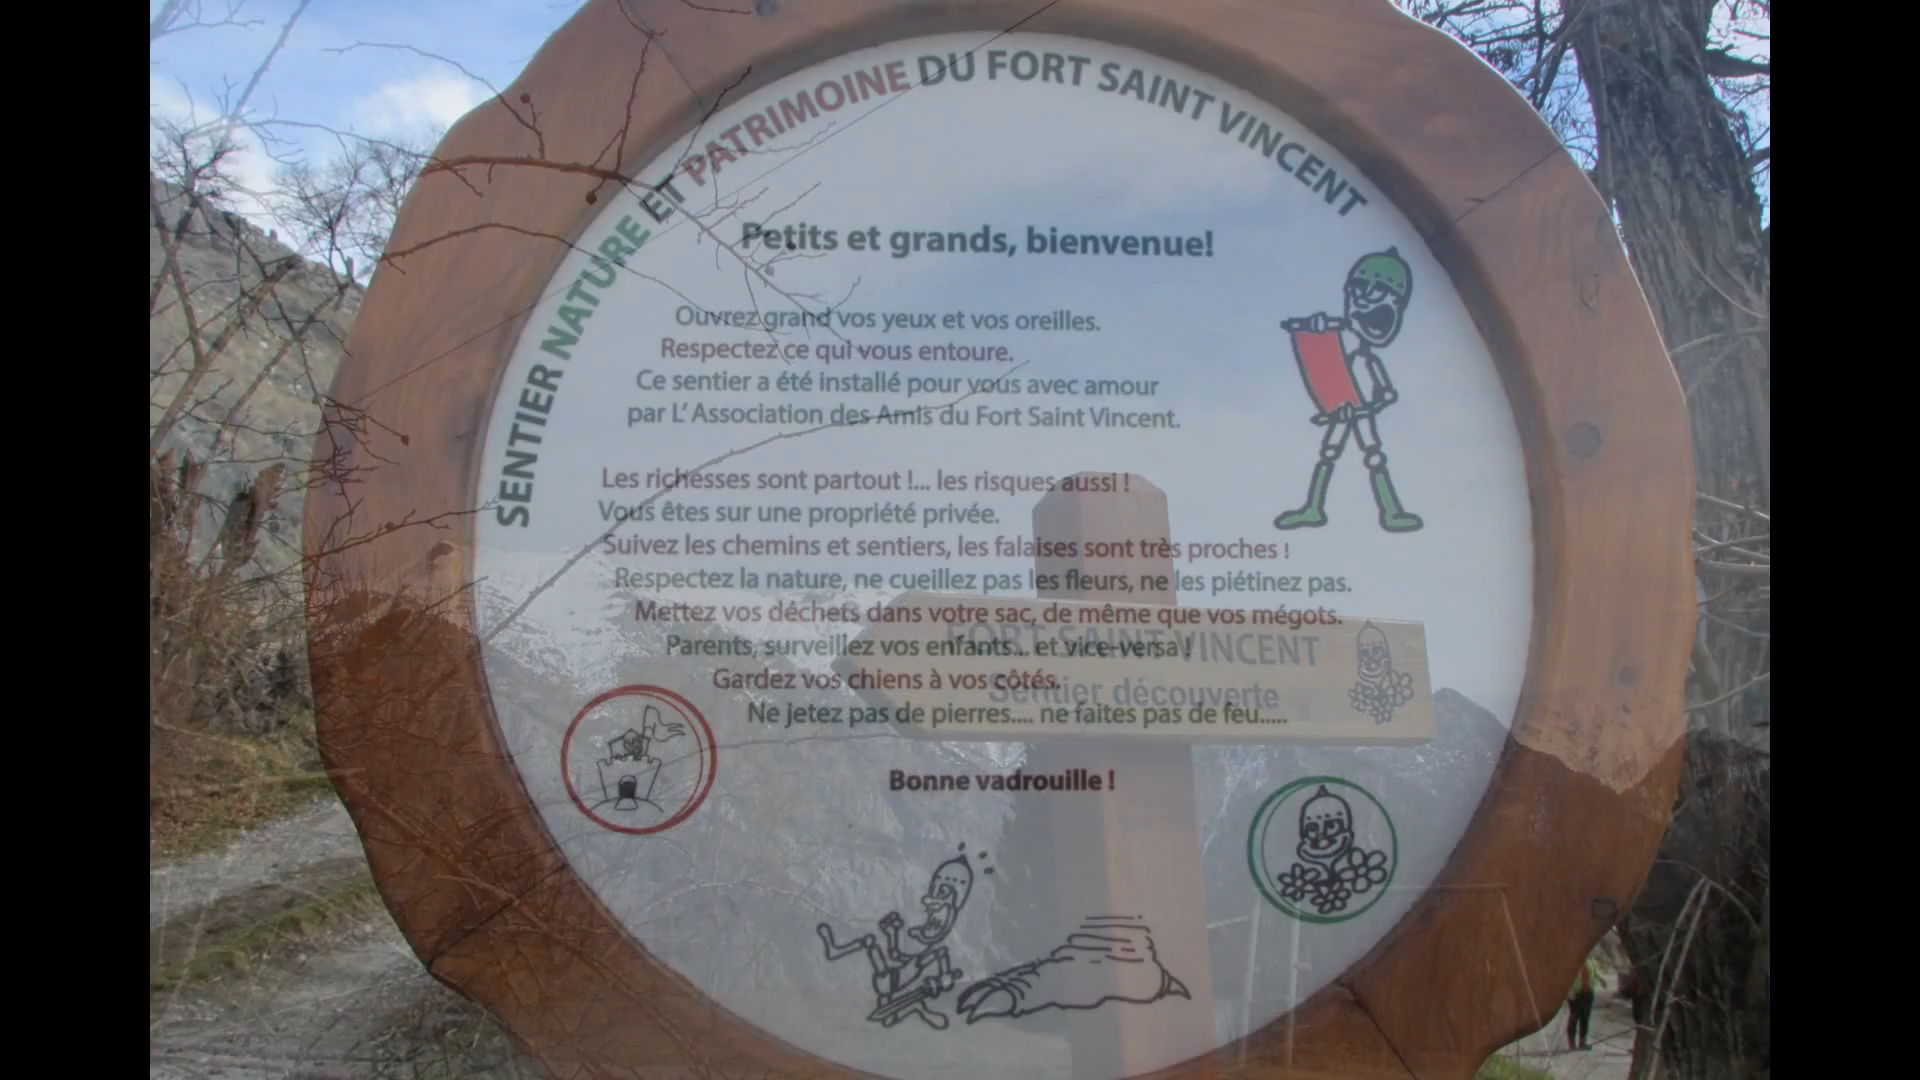 SENTIER NATURE ET PATRIMOINE DU FORT SAINT VINCENT
Petits et grands, bienvenue!
Ouvrez grand vos yeux et vos oreilles.
Respectez ce qui vous entoure.
Ce sentier a été installé pour vous avec amour
par L'Association des Amis du Fort Saint Vincent.
Les richesses sont partout !... les risques aussi !
Vous êtes sur une propriété privée.
Suivez les chemins et sentiers, les falaises sont très proches !
Respectez la nature, ne cueillez pas les fleurs, ne les piétinez pas.
Mettez vos déchets dans votre sac, de même que vos mégots.
Parents, surveillez vos enfants... et vice-versa !
Gardez vos chiens à vos côtés.
Ne jetez pas de pierres.... ne faites pas de feu.....
Bonne vadrouille !
FORT SAINT VINCENT
Sentier découverte